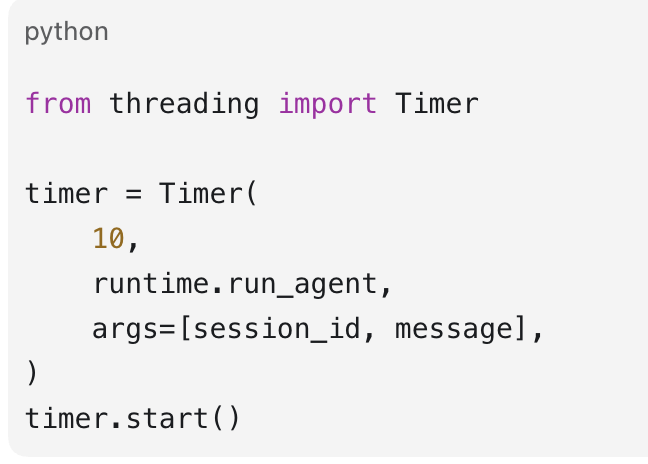 python
from threading import Timer
timer = Timer(
    10,
    runtime.run_agent,
    args=[session_id, message],
)
timer.start()